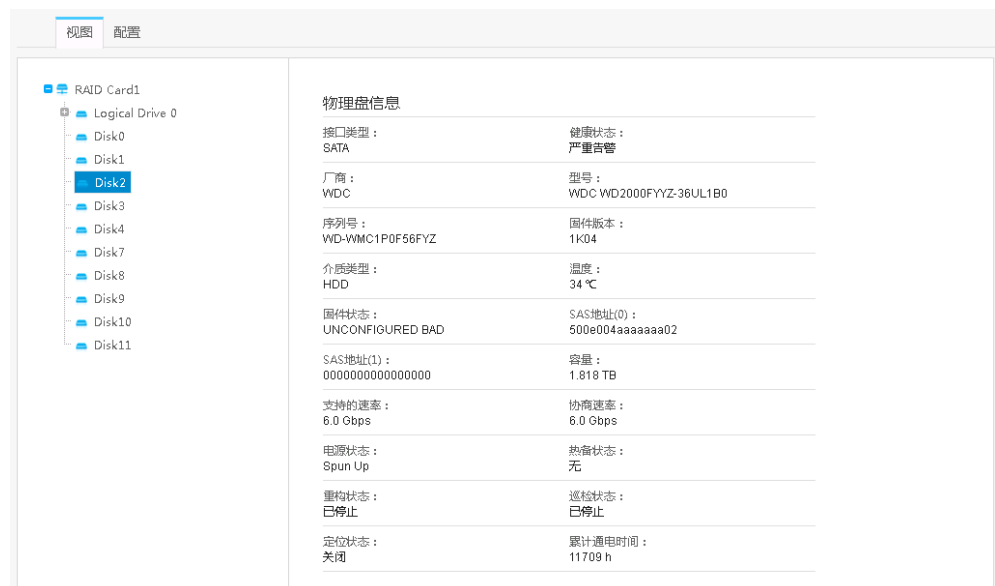 视图 配置
RAID Card1
Logical Drive 0
Disk0
Disk1
Disk2
Disk3
Disk4
Disk7
Disk8
Disk9
Disk10
Disk11
物理盘信息
接口类型： 健康状态：
SATA 严重告警
厂商： 型号：
WDC WDC WD2000FYYZ-36UL1B0
序列号： 固件版本：
WD-WMC1P0F56FYZ 1K04
介质类型： 温度：
HDD 34 ℃
固件状态： SAS地址(0)：
UNCONFIGURED BAD 500e004aaaaaaa02
SAS地址(1)： 容量：
0000000000000000 1.818 TB
支持的速率： 协商速率：
6.0 Gbps 6.0 Gbps
电源状态： 热备状态：
Spun Up 无
重构状态： 巡检状态：
已停止 已停止
定位状态： 累计通电时间：
关闭 11709 h